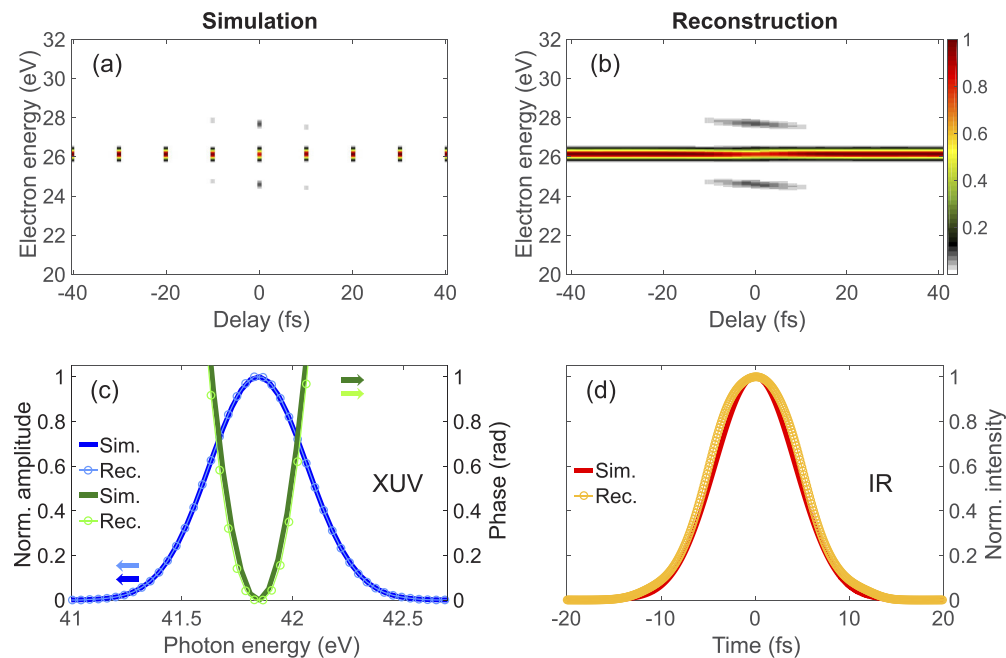 Simulation
Reconstruction
(a)
Electron energy (eV)
32
30
28
26
24
22
20
-40
-20
0
20
40
Delay (fs)
(b)
Electron energy (eV)
32
30
28
26
24
22
20
-40
-20
0
20
40
Delay (fs)
1
0.8
0.6
0.4
0.2
(c)
Norm. amplitude
1
0.8
0.6
0.4
0.2
0
Sim.
Rec.
Sim.
Rec.
XUV
1
0.8
0.6
0.4
0.2
0
Phase (rad)
41
41.5
42
42.5
Photon energy (eV)
(d)
Sim.
Rec.
IR
1
0.8
0.6
0.4
0.2
0
Norm. intensity
-20
-10
0
10
20
Time (fs)